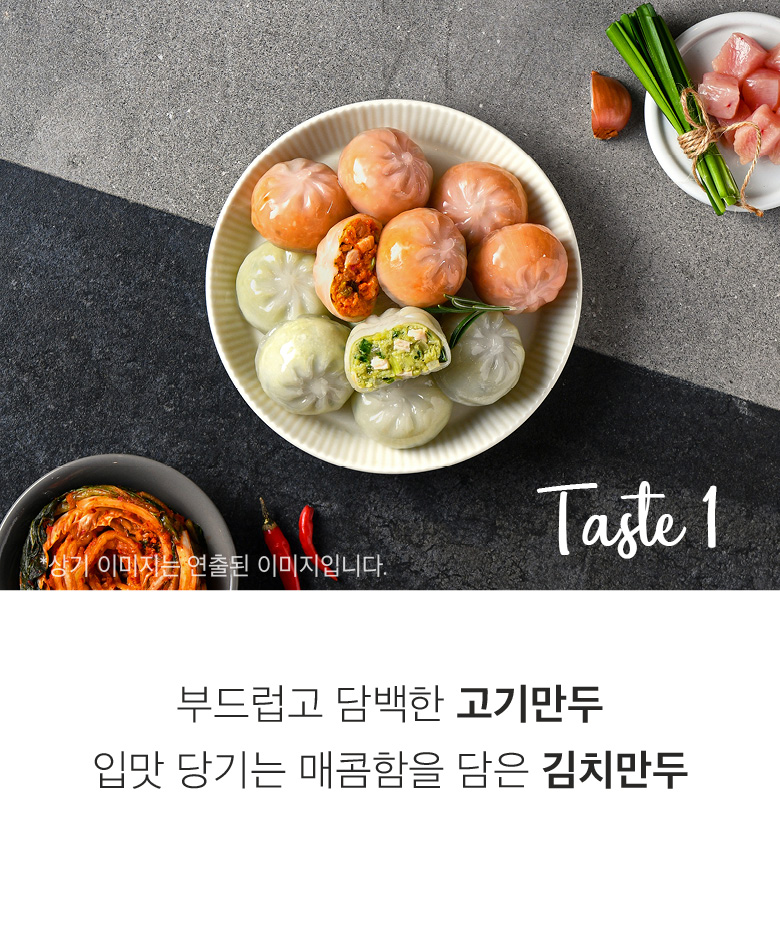 Taste 1
*상기 이미지는 연출된 이미지입니다.
부드럽고 담백한 고기만두
입맛 당기는 매콤함을 담은 김치만두